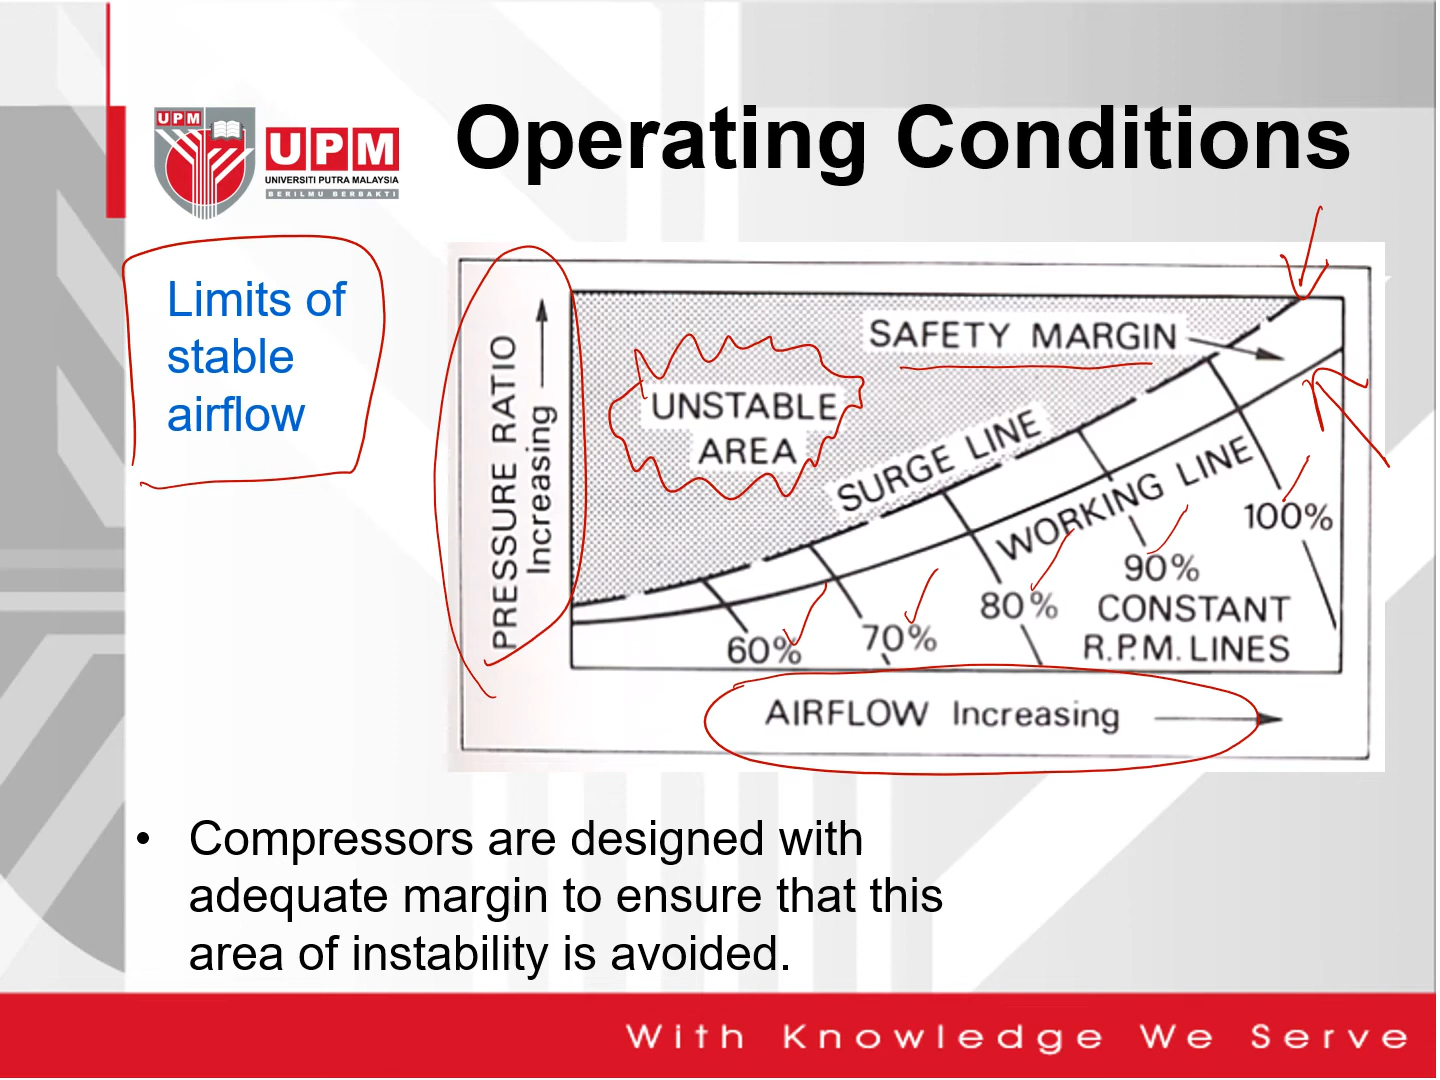 UPM
UPM
UNIVERSITI PUTRA MALAYSIA
BERILMU BERBAKTI
Operating Conditions
Limits of
stable
airflow
PRESSURE RATIO
Increasing
SAFETY MARGIN
UNSTABLE
AREA
SURGE LINE
WORKING LINE
100%
90%
80%
70%
60%
CONSTANT
R.P.M. LINES
AIRFLOW Increasing
• Compressors are designed with
adequate margin to ensure that this
area of instability is avoided.
With Knowledge We Serve